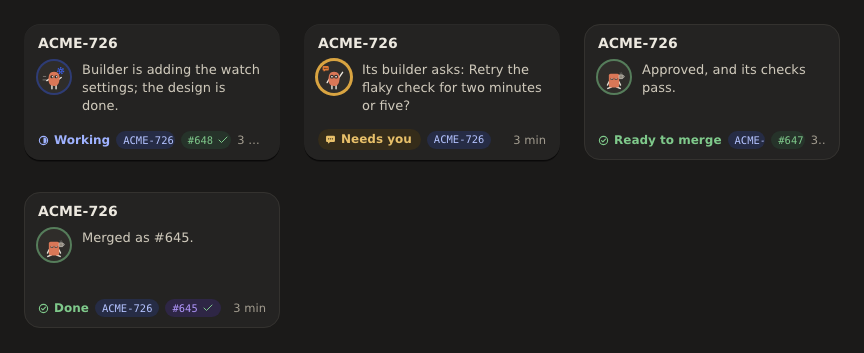 ACME-726
Builder is adding the watch
settings; the design is
done.
Working ACME-726 #648 3 ...
ACME-726
Its builder asks: Retry the
flaky check for two minutes
or five?
Needs you ACME-726 3 min
ACME-726
Approved, and its checks
pass.
Ready to merge ACME- #647 3..
ACME-726
Merged as #645.
Done ACME-726 #645 3 min